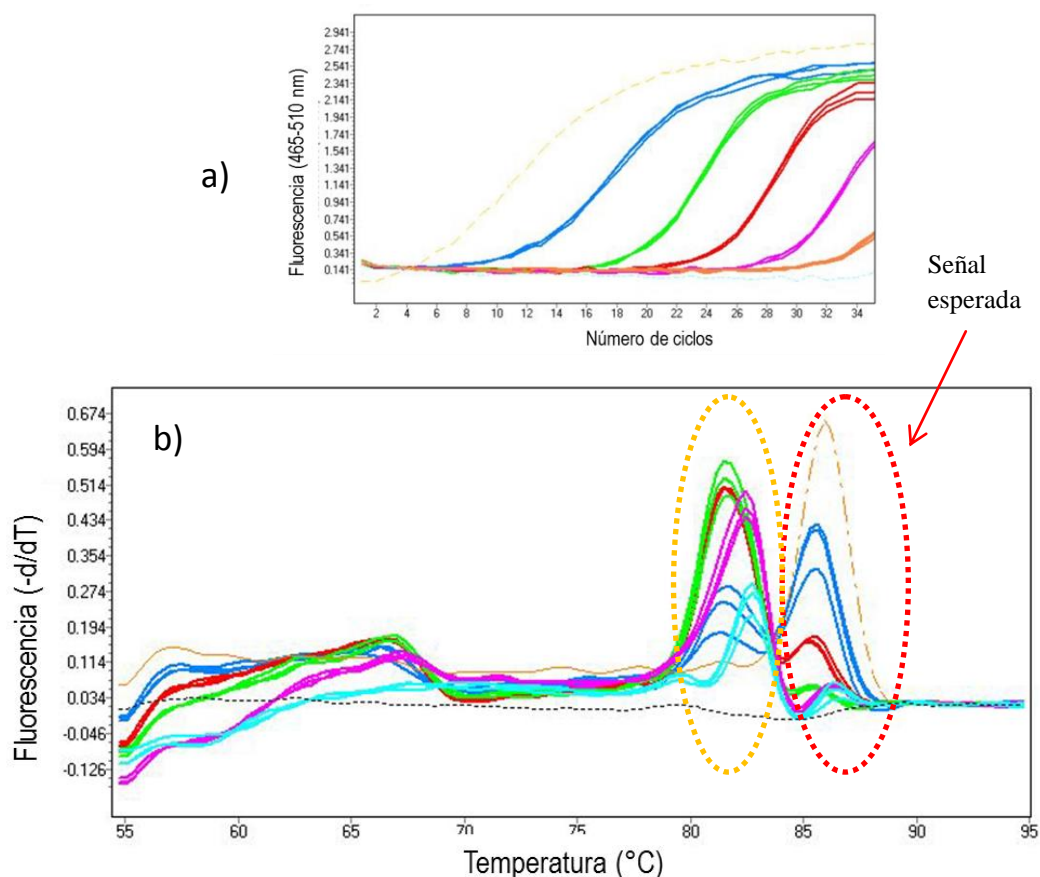 a)
Fluorescencia (465-510 nm)
2.941
2.741
2.541
2.341
2.141
1.941
1.741
1.541
1.341
1.141
0.941
0.741
0.541
0.341
0.141
2 4 6 8 10 12 14 16 18 20 22 24 26 28 30 32 34
Número de ciclos
Señal
esperada
b)
Fluorescencia (-d/dT)
0.674
0.594
0.514
0.434
0.354
0.274
0.194
0.114
0.034
-0.046
-0.126
55 60 65 70 75 80 85 90 95
Temperatura (°C)